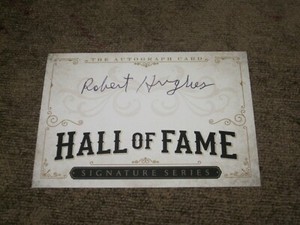 THE AUTOGRAPH CARD
Robert Hughes
HALL OF FAME
SIGNATURE SERIES